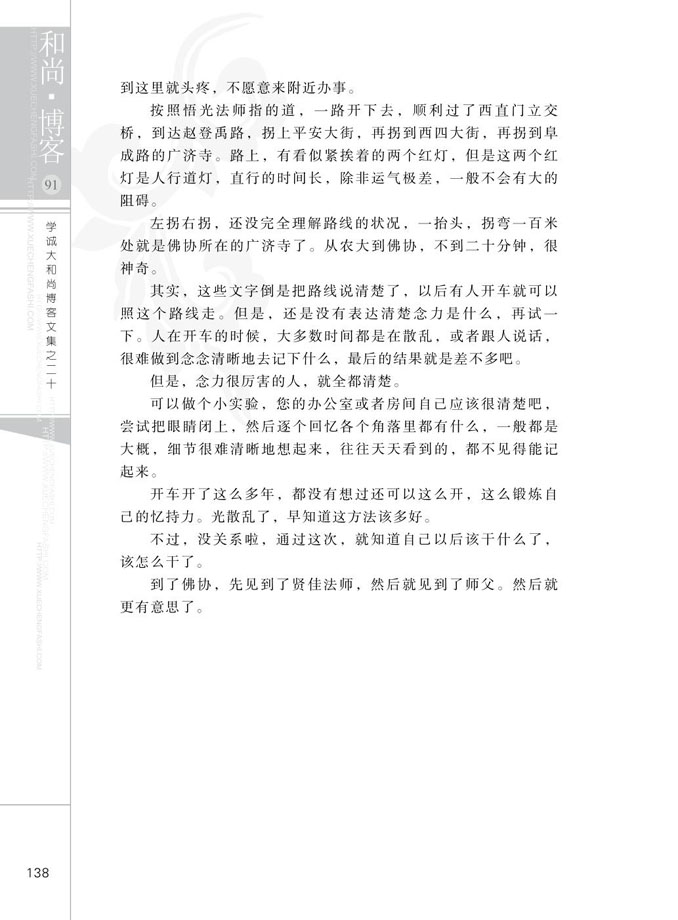 和尚·博客
91
学诚大和尚博客文集之二十
到这里就头疼，不愿意来附近办事。
按照悟光法师指的道，一路开下去，顺利过了西直门立交
桥，到达赵登禹路，拐上平安大街，再拐到西四大街，再拐到阜
成路的广济寺。路上，有看似紧挨着的两个红灯，但是这两个红
灯是人行道灯，直行的时间长，除非运气极差，一般不会有大的
阻碍。
左拐右拐，还没完全理解路线的状况，一抬头，拐弯一百米
处就是佛协所在的广济寺了。从农大到佛协，不到二十分钟，很
神奇。
其实，这些文字倒是把路线说清楚了，以后有人开车就可以
照这个路线走。但是，还是没有表达清楚念力是什么，再试一
下。人在开车的时候，大多数时间都是在散乱，或者跟人说话，
很难做到念念清晰地去记下什么，最后的结果就是差不多吧。
但是，念力很厉害的人，就全都清楚。
可以做个小实验，您的办公室或者房间自己应该很清楚吧，
尝试把眼睛闭上，然后逐个回忆各个角落里都有什么，一般都是
大概，细节很难清晰地想起来，往往天天看到的，都不见得能记
起来。
开车开了这么多年，都没有想过还可以这么开，这么锻炼自
己的忆持力。光散乱了，早知道这方法该多好。
不过，没关系啦，通过这次，就知道自己以后该干什么了，
该怎么干了。
到了佛协，先见到了贤佳法师，然后就见到了师父。然后就
更有意思了。
138